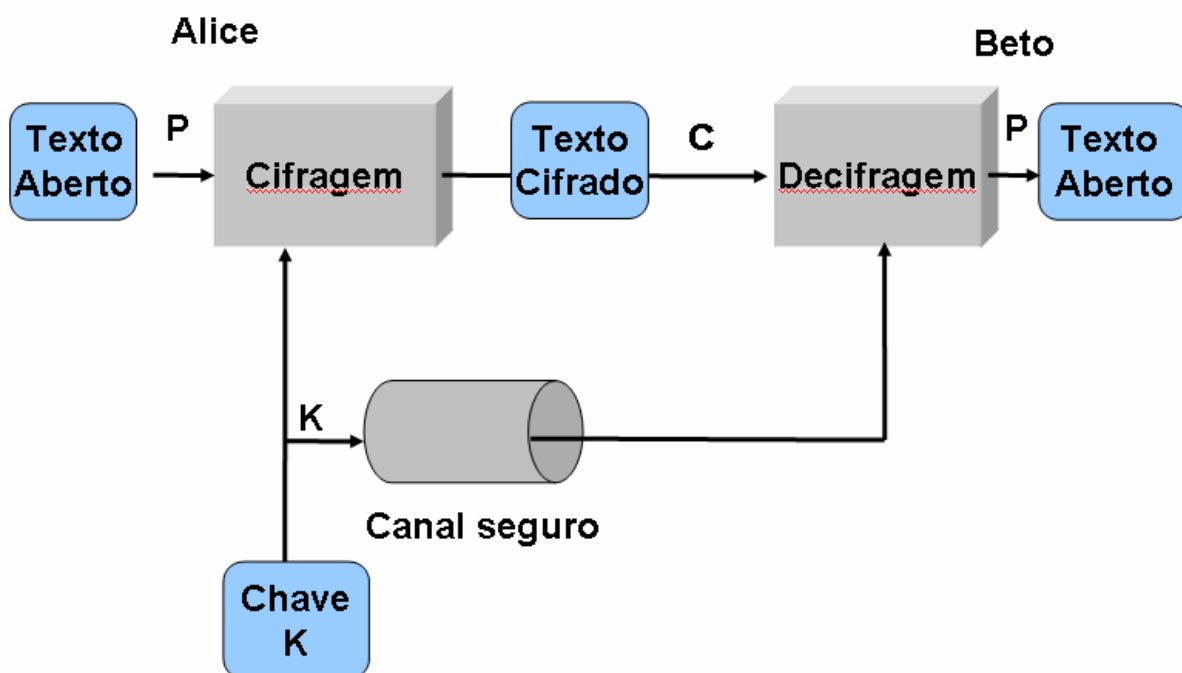 Alice
Beto
Texto
Aberto
P
Cifragem
Texto
Cifrado
C
Decifragem
P
Texto
Aberto
K
Canal seguro
Chave
K